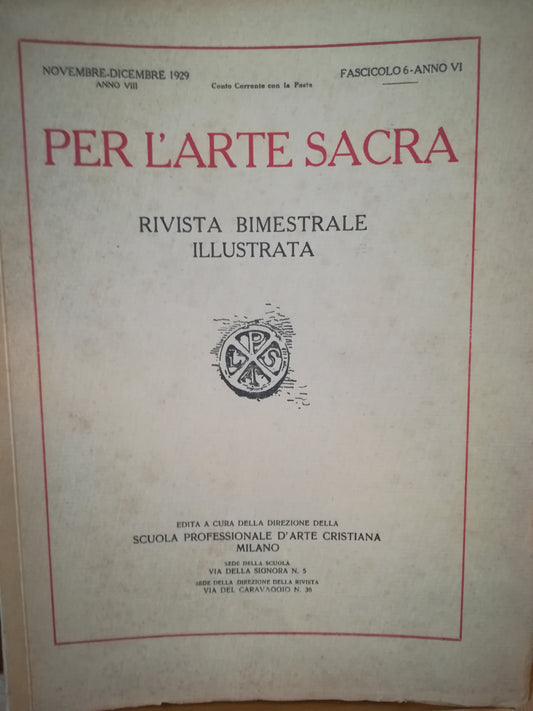 NOVEMBRE-DICEMBRE 1929
ANNO VIII
Conto Corrente con la Posta
FASCICOLO 6 - ANNO VI
PER L'ARTE SACRA
RIVISTA BIMESTRALE
ILLUSTRATA
P
L S
A
EDITA A CURA DELLA DIREZIONE DELLA
SCUOLA PROFESSIONALE D'ARTE CRISTIANA
MILANO
SEDE DELLA SCUOLA
VIA DELLA SIGNORA N. 5
SEDE DELLA DIREZIONE DELLA RIVISTA
VIA DEL CARAVAGGIO N. 36